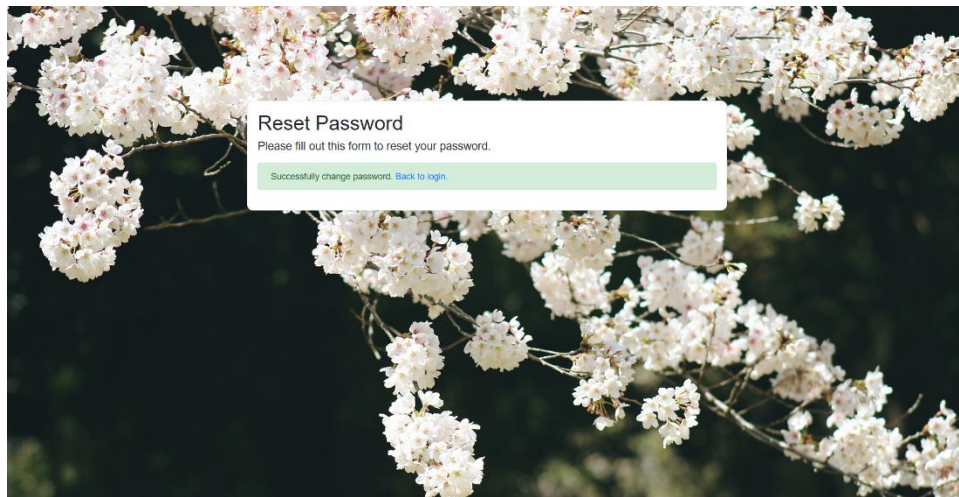 Reset Password
Please fill out this form to reset your password.
Successfully change password. Back to login.